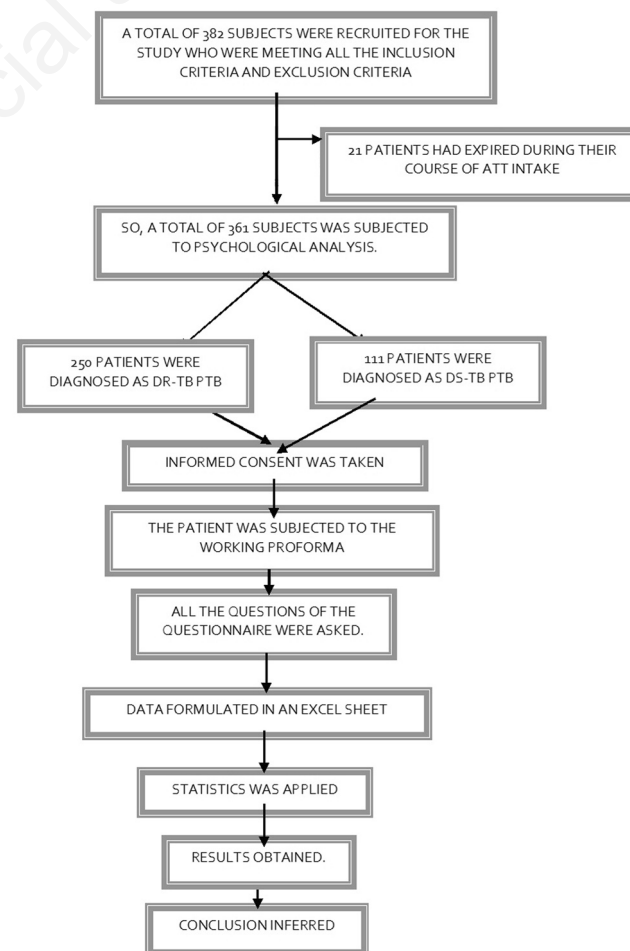 A TOTAL OF 382 SUBJECTS WERE RECRUITED FOR THE
STUDY WHO WERE MEETING ALL THE INCLUSION
CRITERIA AND EXCLUSION CRITERIA
21 PATIENTS HAD EXPIRED DURING THEIR
COURSE OF ATT INTAKE
SO, A TOTAL OF 361 SUBJECTS WAS SUBJECTED
TO PSYCHOLOGICAL ANALYSIS.
250 PATIENTS WERE
DIAGNOSED AS DR-TB PTB
111 PATIENTS WERE
DIAGNOSED AS DS-TB PTB
INFORMED CONSENT WAS TAKEN
THE PATIENT WAS SUBJECTED TO THE
WORKING PROFORMA
ALL THE QUESTIONS OF THE
QUESTIONNAIRE WERE ASKED.
DATA FORMULATED IN AN EXCEL SHEET
STATISTICS WAS APPLIED
RESULTS OBTAINED.
CONCLUSION INFERRED